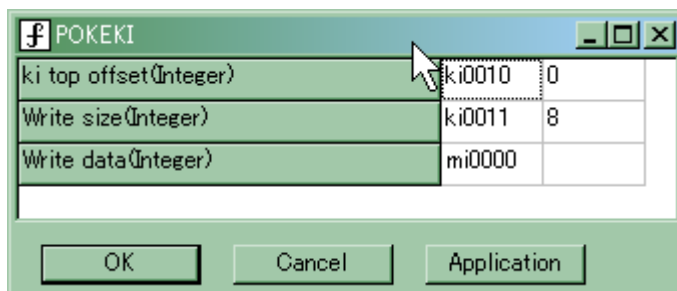 POKEKI
ki top offset(Integer) ki0010 0
Write size(Integer) ki0011 8
Write data(Integer) mi0000
OK Cancel Application